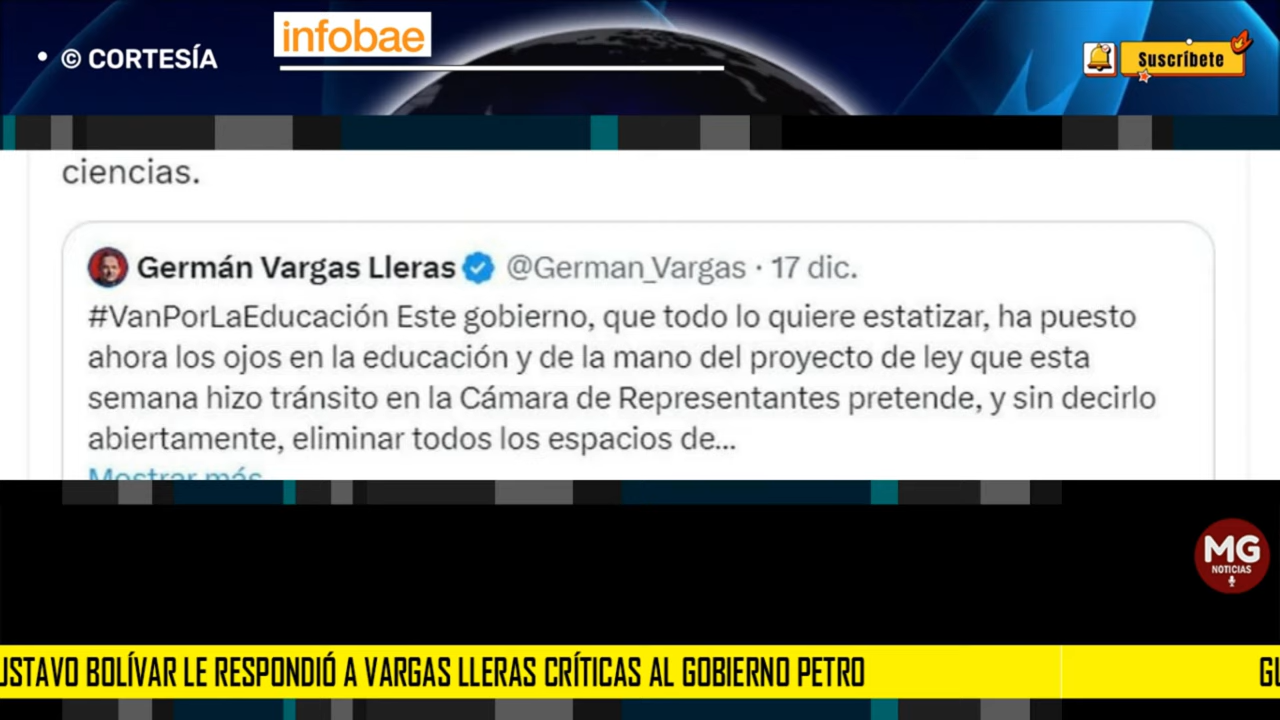 • © CORTESÍA
infobae
Suscríbete
ciencias.
Germán Vargas Lleras @German_Vargas · 17 dic.
#VanPorLaEducación Este gobierno, que todo lo quiere estatizar, ha puesto
ahora los ojos en la educación y de la mano del proyecto de ley que esta
semana hizo tránsito en la Cámara de Representantes pretende, y sin decirlo
abiertamente, eliminar todos los espacios de...
Mostrar más
MG
NOTICIAS
USTAVO BOLÍVAR LE RESPONDIÓ A VARGAS LLERAS CRÍTICAS AL GOBIERNO PETRO
GU